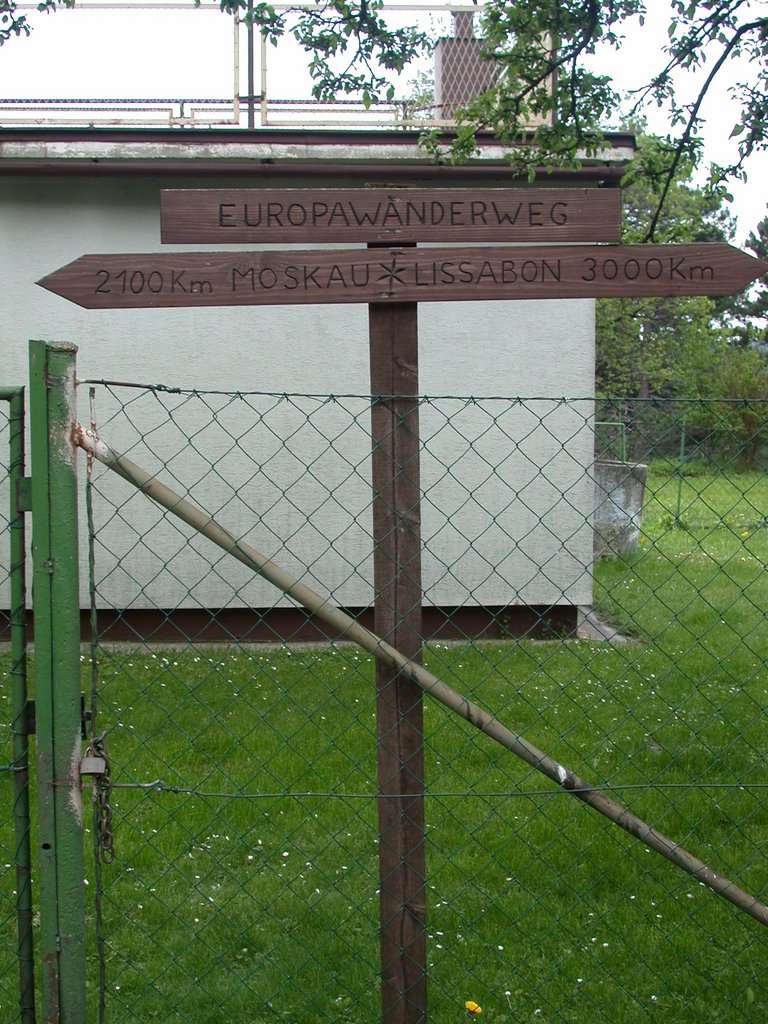 EUROPAWANDERWEG
2100Km MOSKAU * LISSABON 3000Km